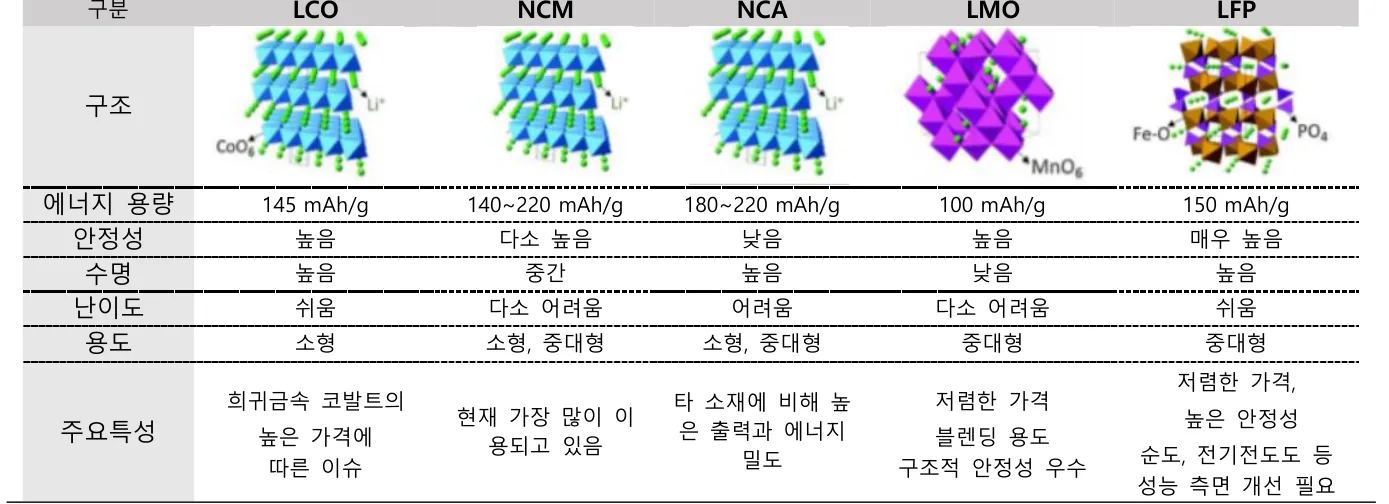 구분 LCO NCM NCA LMO LFP
구조
Li⁺ Li⁺ Li⁺
CoO₆ Fe-O PO₄
MnO₆
에너지 용량 145 mAh/g 140~220 mAh/g 180~220 mAh/g 100 mAh/g 150 mAh/g
안정성 높음 다소 높음 낮음 높음 매우 높음
수명 높음 중간 높음 낮음 높음
난이도 쉬움 다소 어려움 어려움 다소 어려움 쉬움
용도 소형 소형, 중대형 소형, 중대형 중대형 중대형
주요특성
희귀금속 코발트의
높은 가격에
따른 이슈
현재 가장 많이 이
용되고 있음
타 소재에 비해 높
은 출력과 에너지
밀도
저렴한 가격
블렌딩 용도
구조적 안정성 우수
저렴한 가격,
높은 안정성
순도, 전기전도도 등
성능 측면 개선 필요